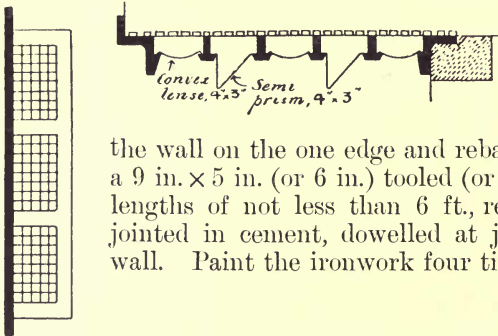 Convex Semi
lense, 4"x3" prism, 4"x3"
the wall on the one edge and reba
a 9 in. × 5 in. (or 6 in.) tooled (or
lengths of not less than 6 ft., re
jointed in cement, dowelled at j
wall. Paint the ironwork four ti